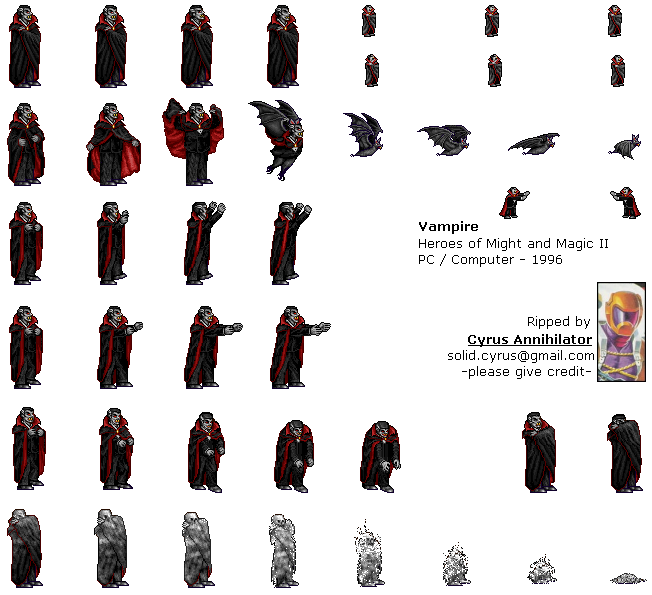 Vampire
Heroes of Might and Magic II
PC / Computer - 1996
Ripped by
Cyrus Annihilator
solid.cyrus@gmail.com
-please give credit-